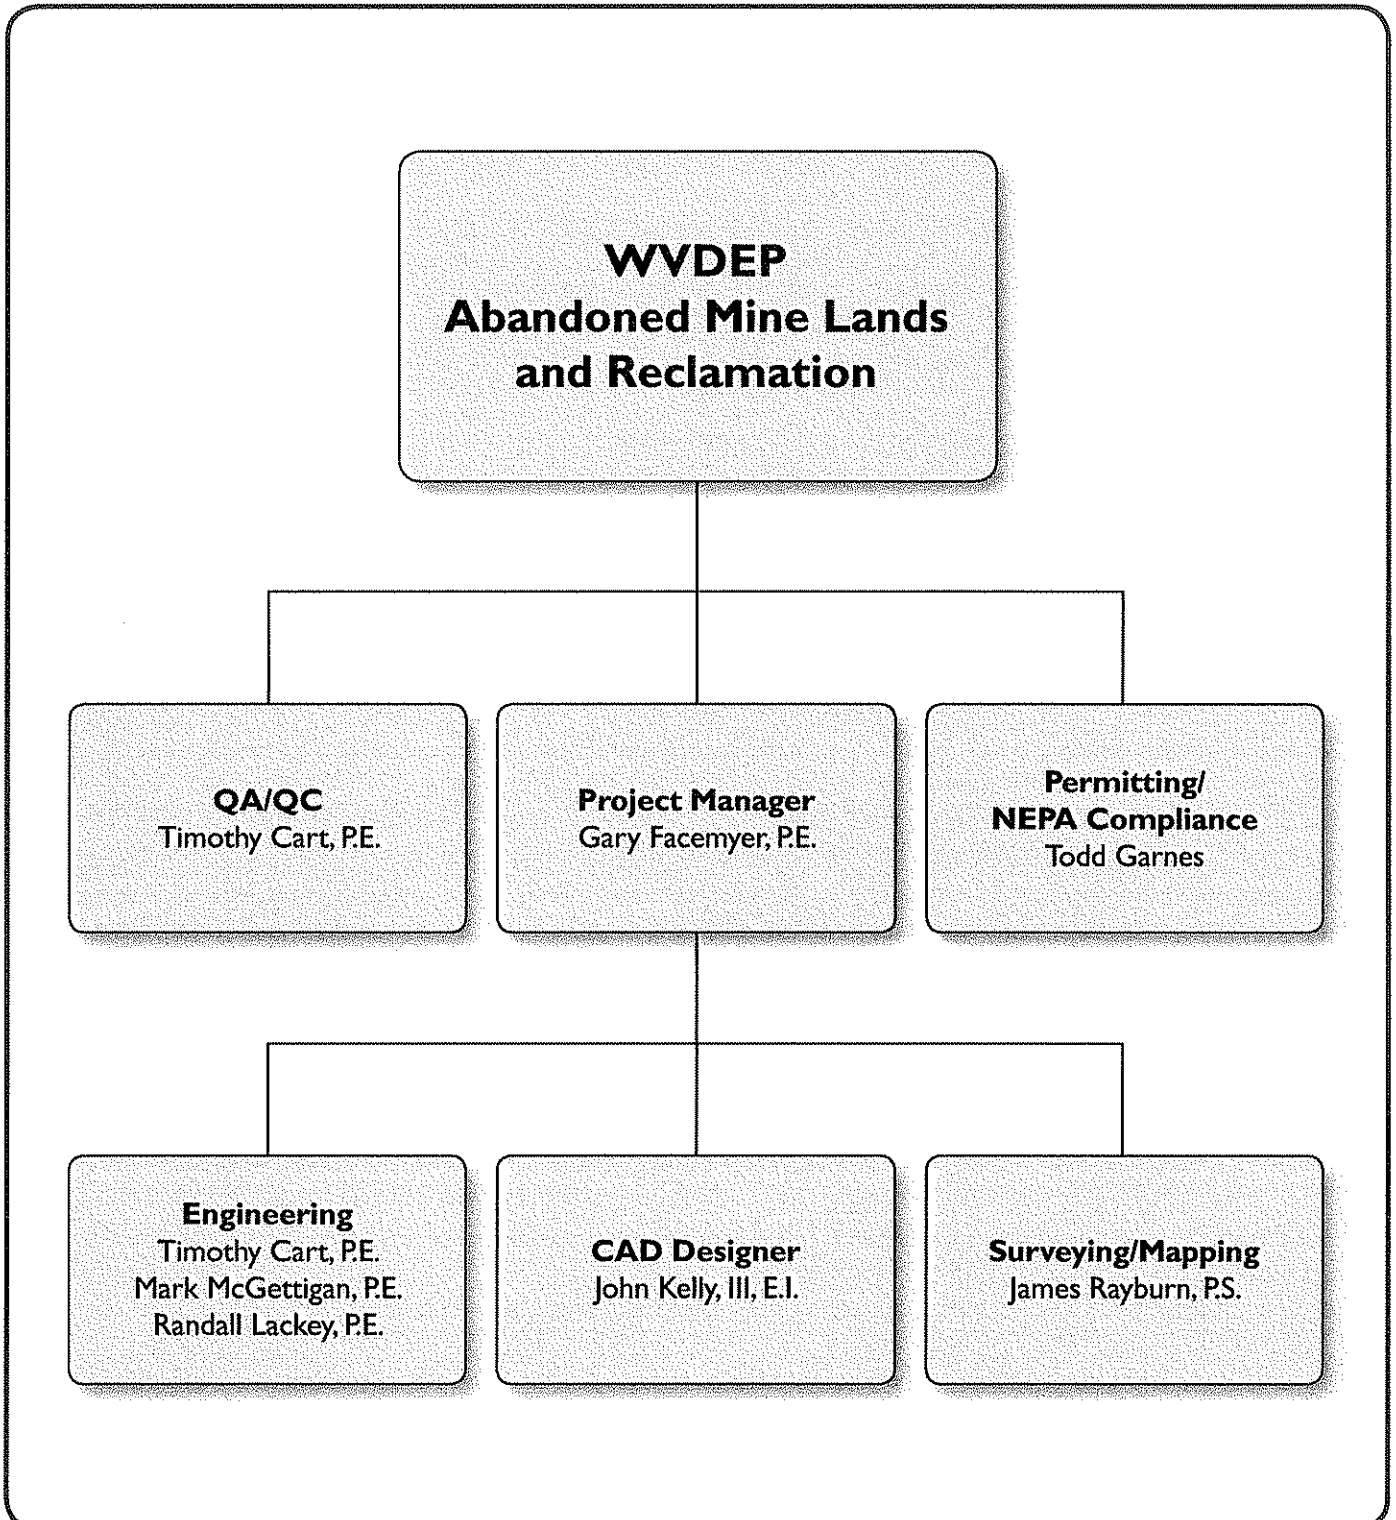 WVDEP
Abandoned Mine Lands
and Reclamation
QA/QC
Timothy Cart, P.E.
Project Manager
Gary Facemyer, P.E.
Permitting/
NEPA Compliance
Todd Garnes
Engineering
Timothy Cart, P.E.
Mark McGettigan, P.E.
Randall Lackey, P.E.
CAD Designer
John Kelly, III, E.I.
Surveying/Mapping
James Rayburn, P.S.